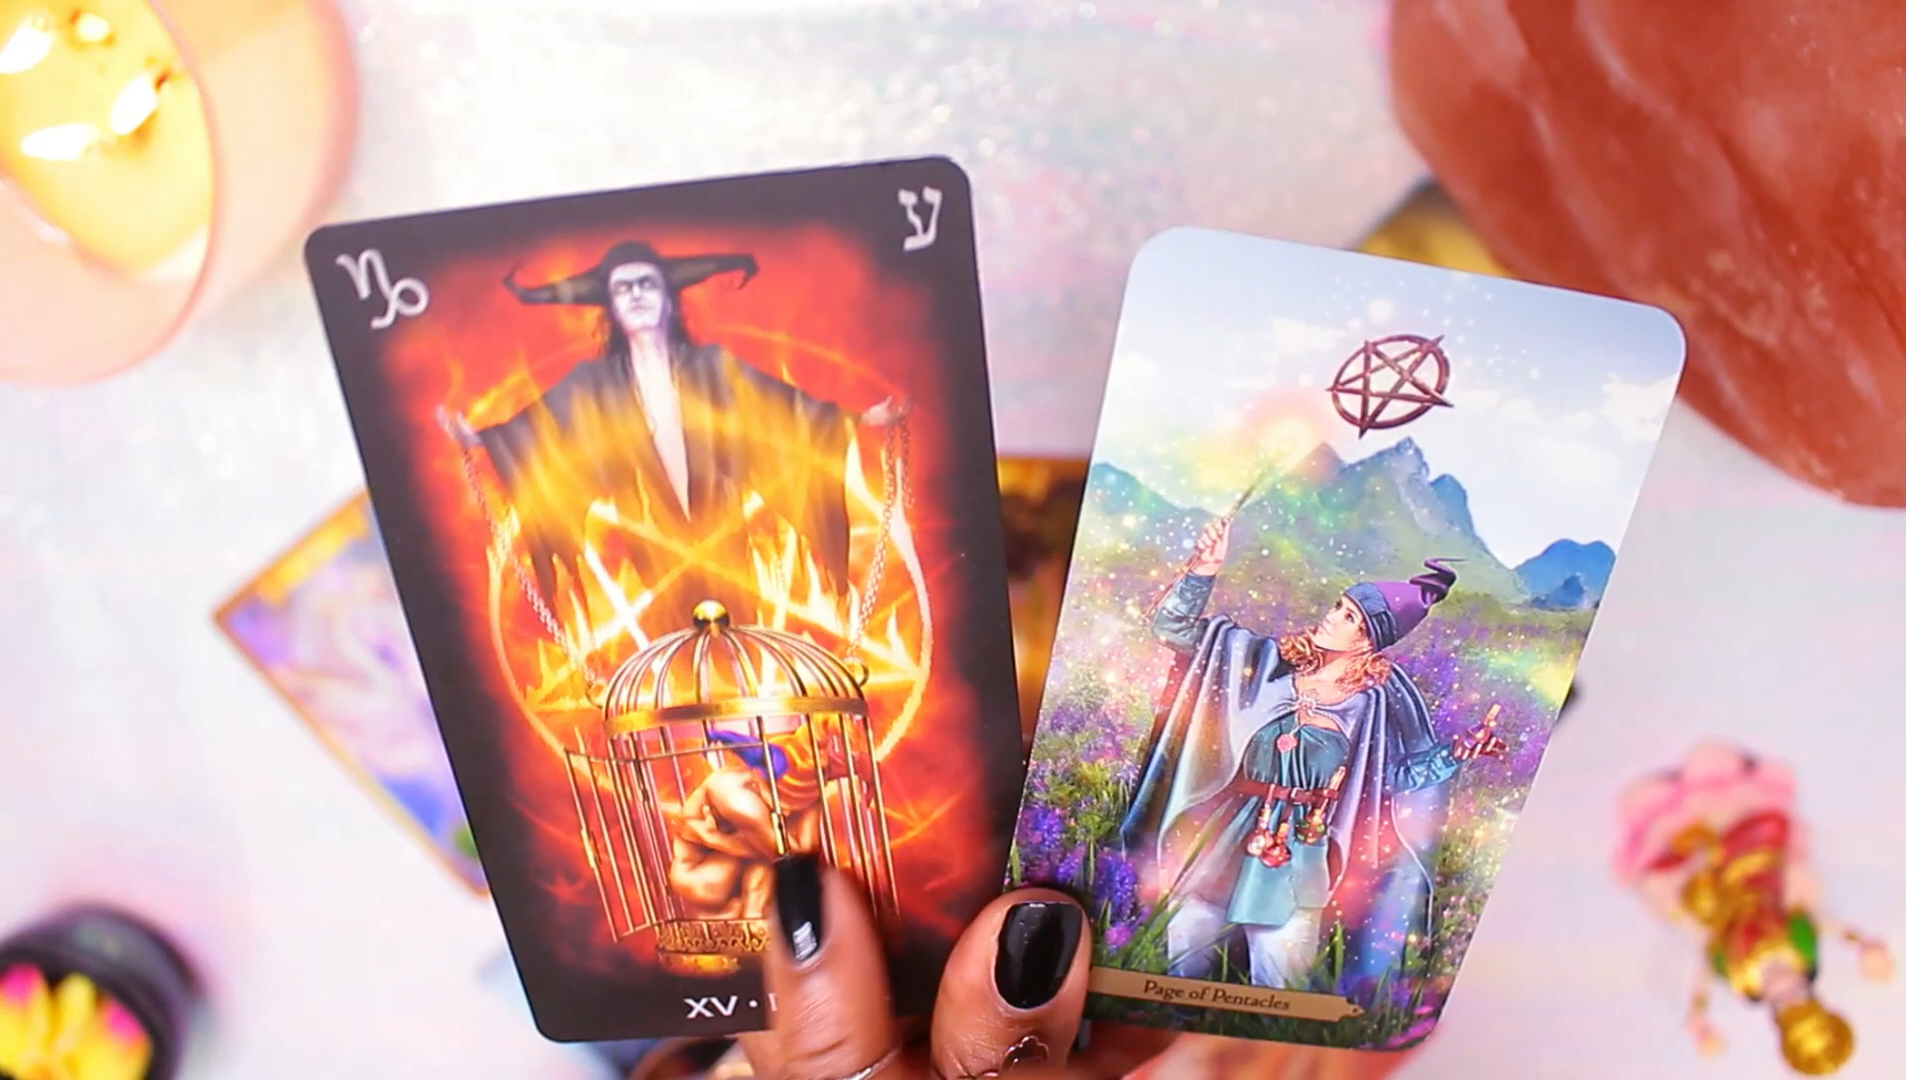 ♑ ע
XV •
Page of Pentacles